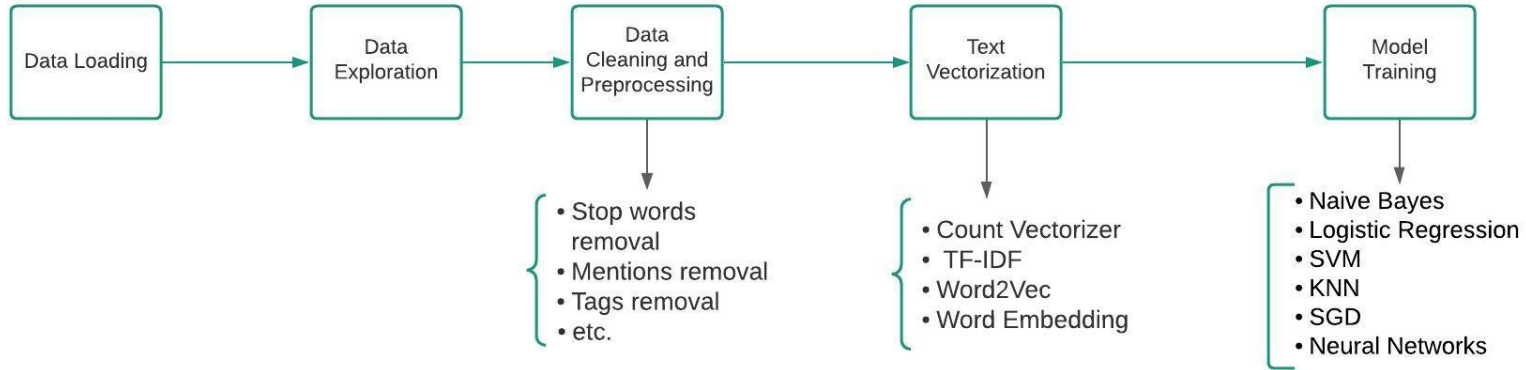 Data Loading
Data
Exploration
Data
Cleaning and
Preprocessing
Text
Vectorization
Model
Training
• Stop words
removal
• Mentions removal
• Tags removal
• etc.
• Count Vectorizer
• TF-IDF
• Word2Vec
• Word Embedding
• Naive Bayes
• Logistic Regression
• SVM
• KNN
• SGD
• Neural Networks